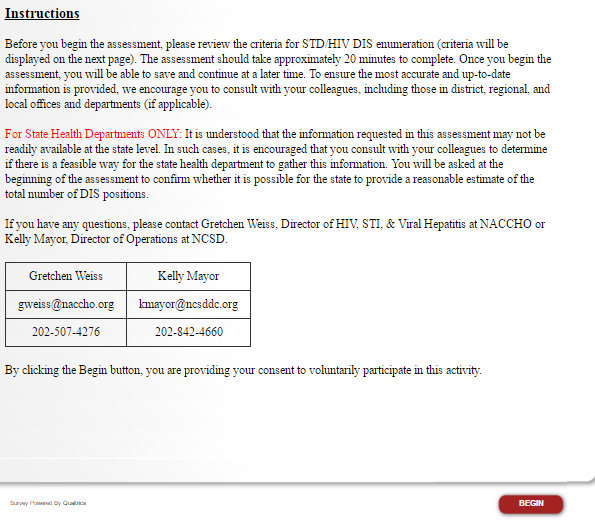 Instructions
Before you begin the assessment, please review the criteria for STD/HIV DIS enumeration (criteria will be
displayed on the next page). The assessment should take approximately 20 minutes to complete. Once you begin the
assessment, you will be able to save and continue at a later time. To ensure the most accurate and up-to-date
information is provided, we encourage you to consult with your colleagues, including those in district, regional, and
local offices and departments (if applicable).
For State Health Departments ONLY: It is understood that the information requested in this assessment may not be
readily available at the state level. In such cases, it is encouraged that you consult with your colleagues to determine
if there is a feasible way for the state health department to gather this information. You will be asked at the
beginning of the assessment to confirm whether it is possible for the state to provide a reasonable estimate of the
total number of DIS positions.
If you have any questions, please contact Gretchen Weiss, Director of HIV, STI, & Viral Hepatitis at NACCHO or
Kelly Mayor, Director of Operations at NCSD.
Gretchen Weiss Kelly Mayor
gweiss@naccho.org kmayor@ncsddc.org
202-507-4276 202-842-4660
By clicking the Begin button, you are providing your consent to voluntarily participate in this activity.
Survey Powered By Qualtrics
BEGIN